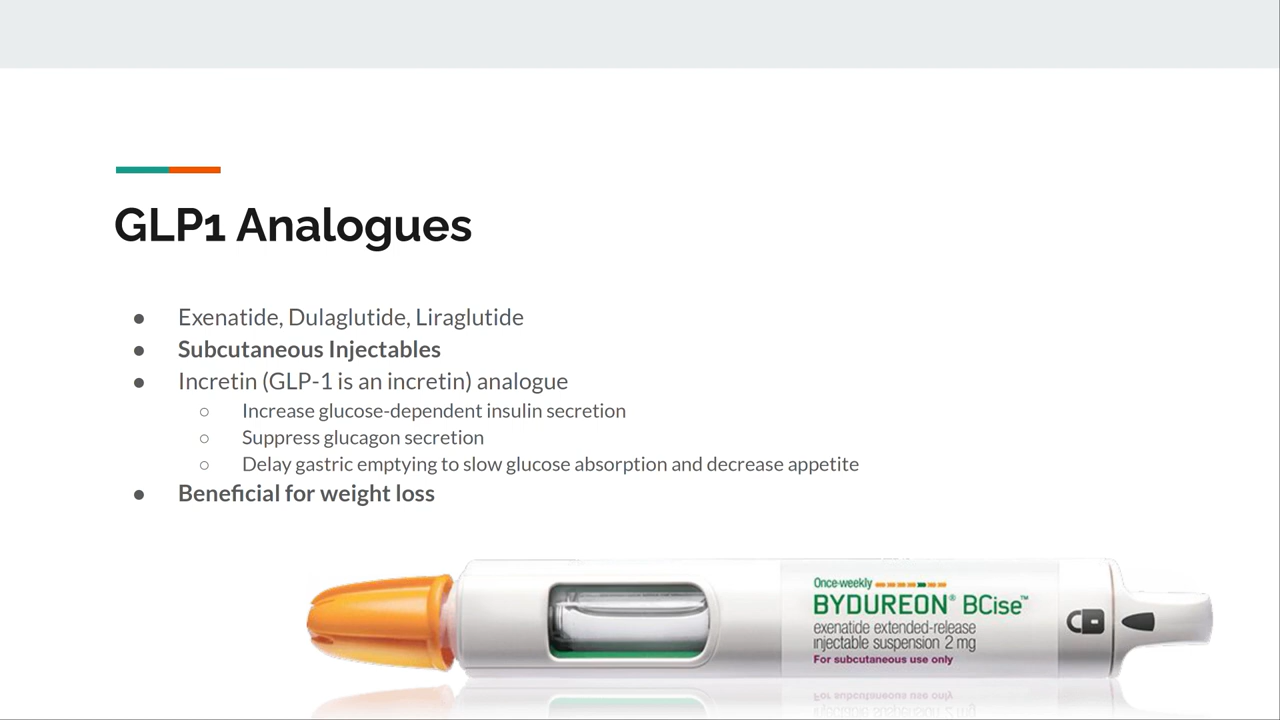 GLP1 Analogues
● Exenatide, Dulaglutide, Liraglutide
● Subcutaneous Injectables
● Incretin (GLP-1 is an incretin) analogue
○ Increase glucose-dependent insulin secretion
○ Suppress glucagon secretion
○ Delay gastric emptying to slow glucose absorption and decrease appetite
● Beneficial for weight loss
Once-weekly
BYDUREON® BCise™
exenatide extended-release
injectable suspension 2 mg
For subcutaneous use only